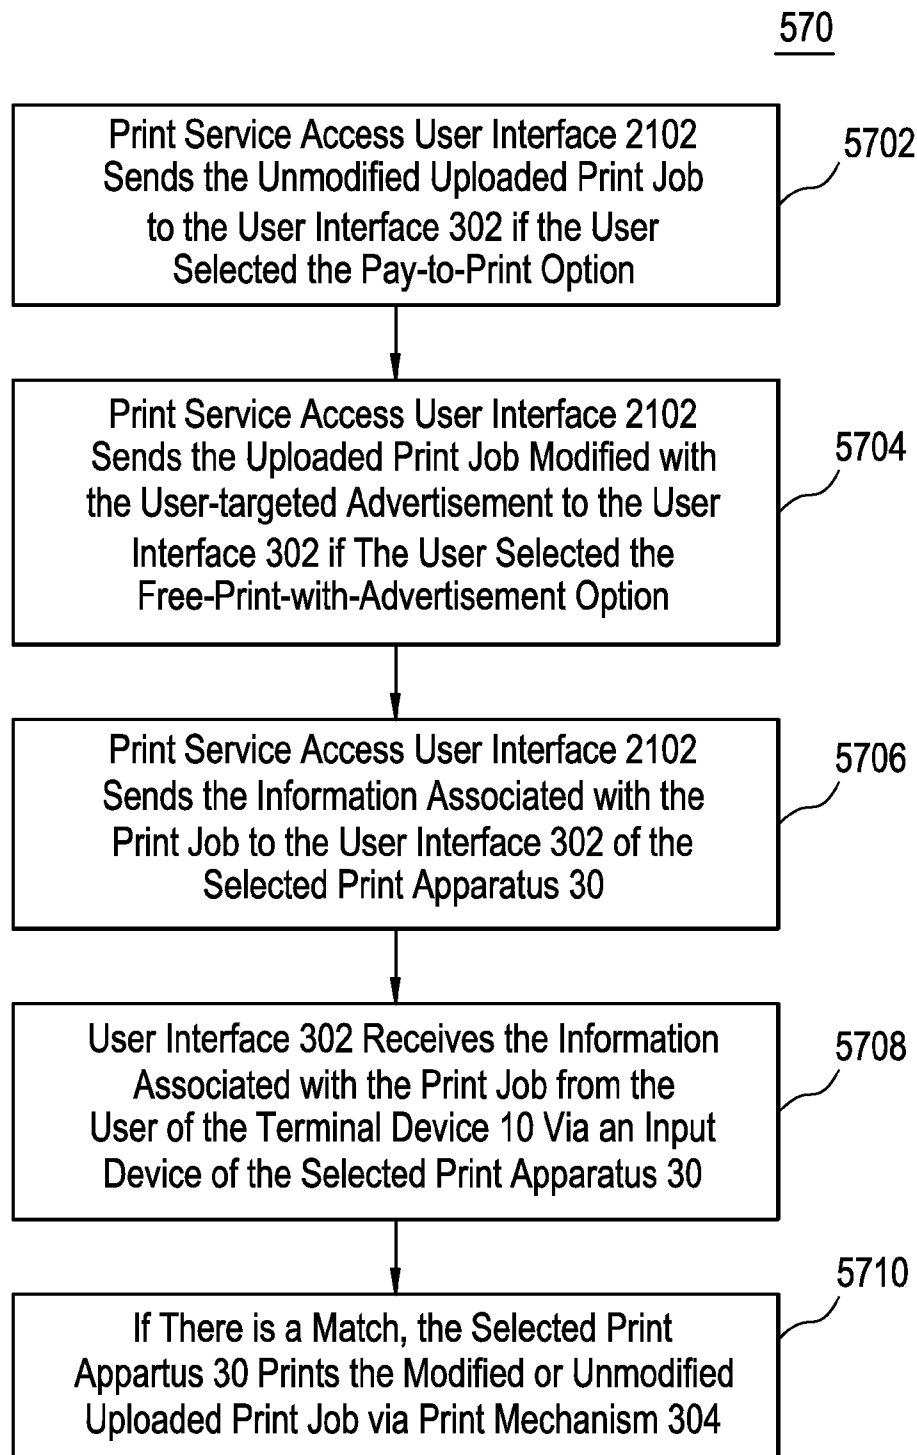 570
Print Service Access User Interface 2102
Sends the Unmodified Uploaded Print Job
to the User Interface 302 if the User
Selected the Pay-to-Print Option
5702
Print Service Access User Interface 2102
Sends the Uploaded Print Job Modified with
the User-targeted Advertisement to the User
Interface 302 if The User Selected the
Free-Print-with-Advertisement Option
5704
Print Service Access User Interface 2102
Sends the Information Associated with the
Print Job to the User Interface 302 of the
Selected Print Apparatus 30
5706
User Interface 302 Receives the Information
Associated with the Print Job from the
User of the Terminal Device 10 Via an Input
Device of the Selected Print Apparatus 30
5708
If There is a Match, the Selected Print
Appartus 30 Prints the Modified or Unmodified
Uploaded Print Job via Print Mechanism 304
5710